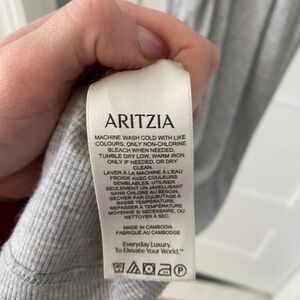 ARITZIA
MACHINE WASH COLD WITH LIKE
COLOURS, ONLY NON-CHLORINE
BLEACH WHEN NEEDED,
TUMBLE DRY LOW, WARM IRON
ONLY IF NEEDED, OR DRY
CLEAN.
LAVER À LA MACHINE À L'EAU
FROIDE AVEC COULEURS
SEMBLABLES, UTILISER
SEULEMENT UN JAVELLISANT
SANS CHLORE AU BESOIN,
SÉCHER PAR CULBUTAGE À
BASSE TEMPÉRATURE,
REPASSER À TEMPÉRATURE
MOYENNE SI NÉCESSAIRE, OU
NETTOYER À SEC.
MADE IN CAMBODIA
FABRIQUÉ AU CAMBODGE
Everyday Luxury.
To Elevate Your World.™
P